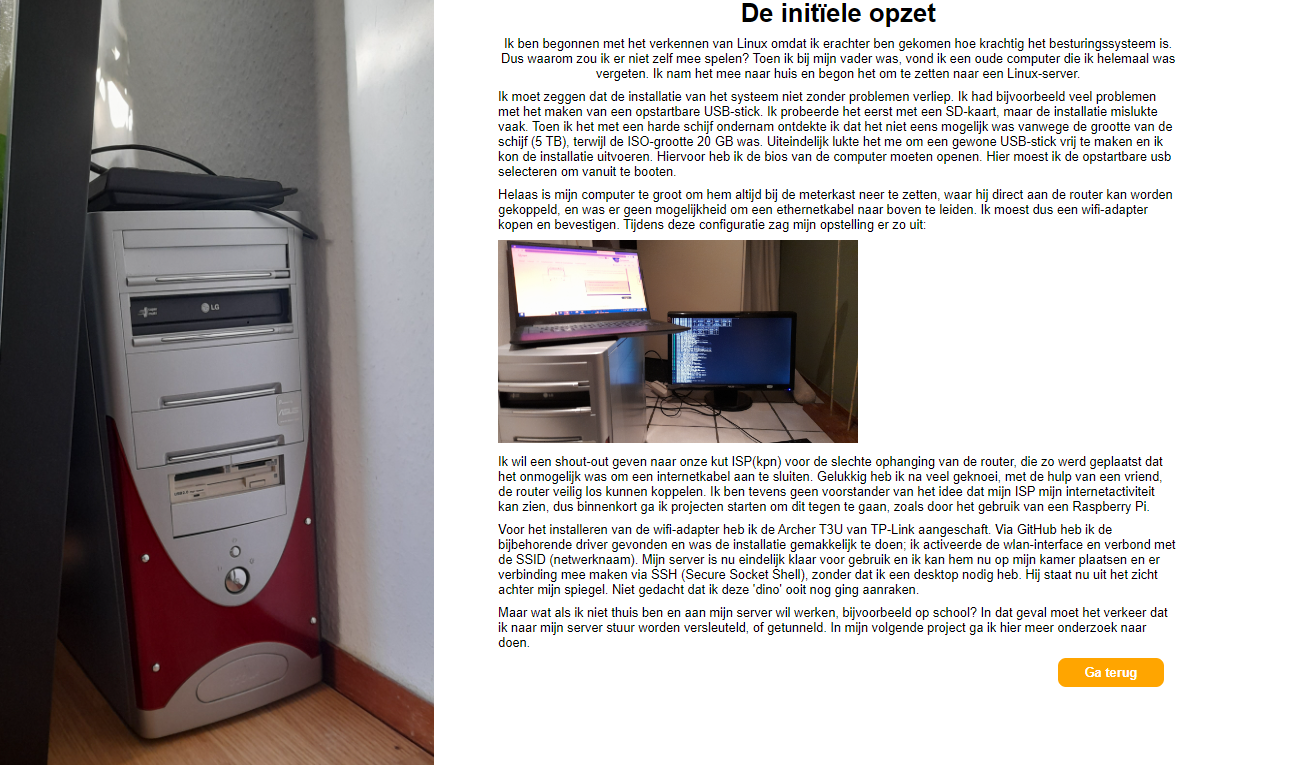 De initïele opzet
Ik ben begonnen met het verkennen van Linux omdat ik erachter ben gekomen hoe krachtig het besturingssysteem is.
Dus waarom zou ik er niet zelf mee spelen? Toen ik bij mijn vader was, vond ik een oude computer die ik helemaal was
vergeten. Ik nam het mee naar huis en begon het om te zetten naar een Linux-server.
Ik moet zeggen dat de installatie van het systeem niet zonder problemen verliep. Ik had bijvoorbeeld veel problemen
met het maken van een opstartbare USB-stick. Ik probeerde het eerst met een SD-kaart, maar de installatie mislukte
vaak. Toen ik het met een harde schijf ondernam ontdekte ik dat het niet eens mogelijk was vanwege de grootte van de
schijf (5 TB), terwijl de ISO-grootte 20 GB was. Uiteindelijk lukte het me om een gewone USB-stick vrij te maken en ik
kon de installatie uitvoeren. Hiervoor heb ik de bios van de computer moeten openen. Hier moest ik de opstartbare usb
selecteren om vanuit te booten.
Helaas is mijn computer te groot om hem altijd bij de meterkast neer te zetten, waar hij direct aan de router kan worden
gekoppeld, en was er geen mogelijkheid om een ethernetkabel naar boven te leiden. Ik moest dus een wifi-adapter
kopen en bevestigen. Tijdens deze configuratie zag mijn opstelling er zo uit:
Ik wil een shout-out geven naar onze kut ISP(kpn) voor de slechte ophanging van de router, die zo werd geplaatst dat
het onmogelijk was om een internetkabel aan te sluiten. Gelukkig heb ik na veel geknoei, met de hulp van een vriend,
de router veilig los kunnen koppelen. Ik ben tevens geen voorstander van het idee dat mijn ISP mijn internetactiviteit
kan zien, dus binnenkort ga ik projecten starten om dit tegen te gaan, zoals door het gebruik van een Raspberry Pi.
Voor het installeren van de wifi-adapter heb ik de Archer T3U van TP-Link aangeschaft. Via GitHub heb ik de
bijbehorende driver gevonden en was de installatie gemakkelijk te doen; ik activeerde de wlan-interface en verbond met
de SSID (netwerknaam). Mijn server is nu eindelijk klaar voor gebruik en ik kan hem nu op mijn kamer plaatsen en er
verbinding mee maken via SSH (Secure Socket Shell), zonder dat ik een desktop nodig heb. Hij staat nu uit het zicht
achter mijn spiegel. Niet gedacht dat ik deze 'dino' ooit nog ging aanraken.
Maar wat als ik niet thuis ben en aan mijn server wil werken, bijvoorbeeld op school? In dat geval moet het verkeer dat
ik naar mijn server stuur worden versleuteld, of getunneld. In mijn volgende project ga ik hier meer onderzoek naar
doen.
Ga terug
LG